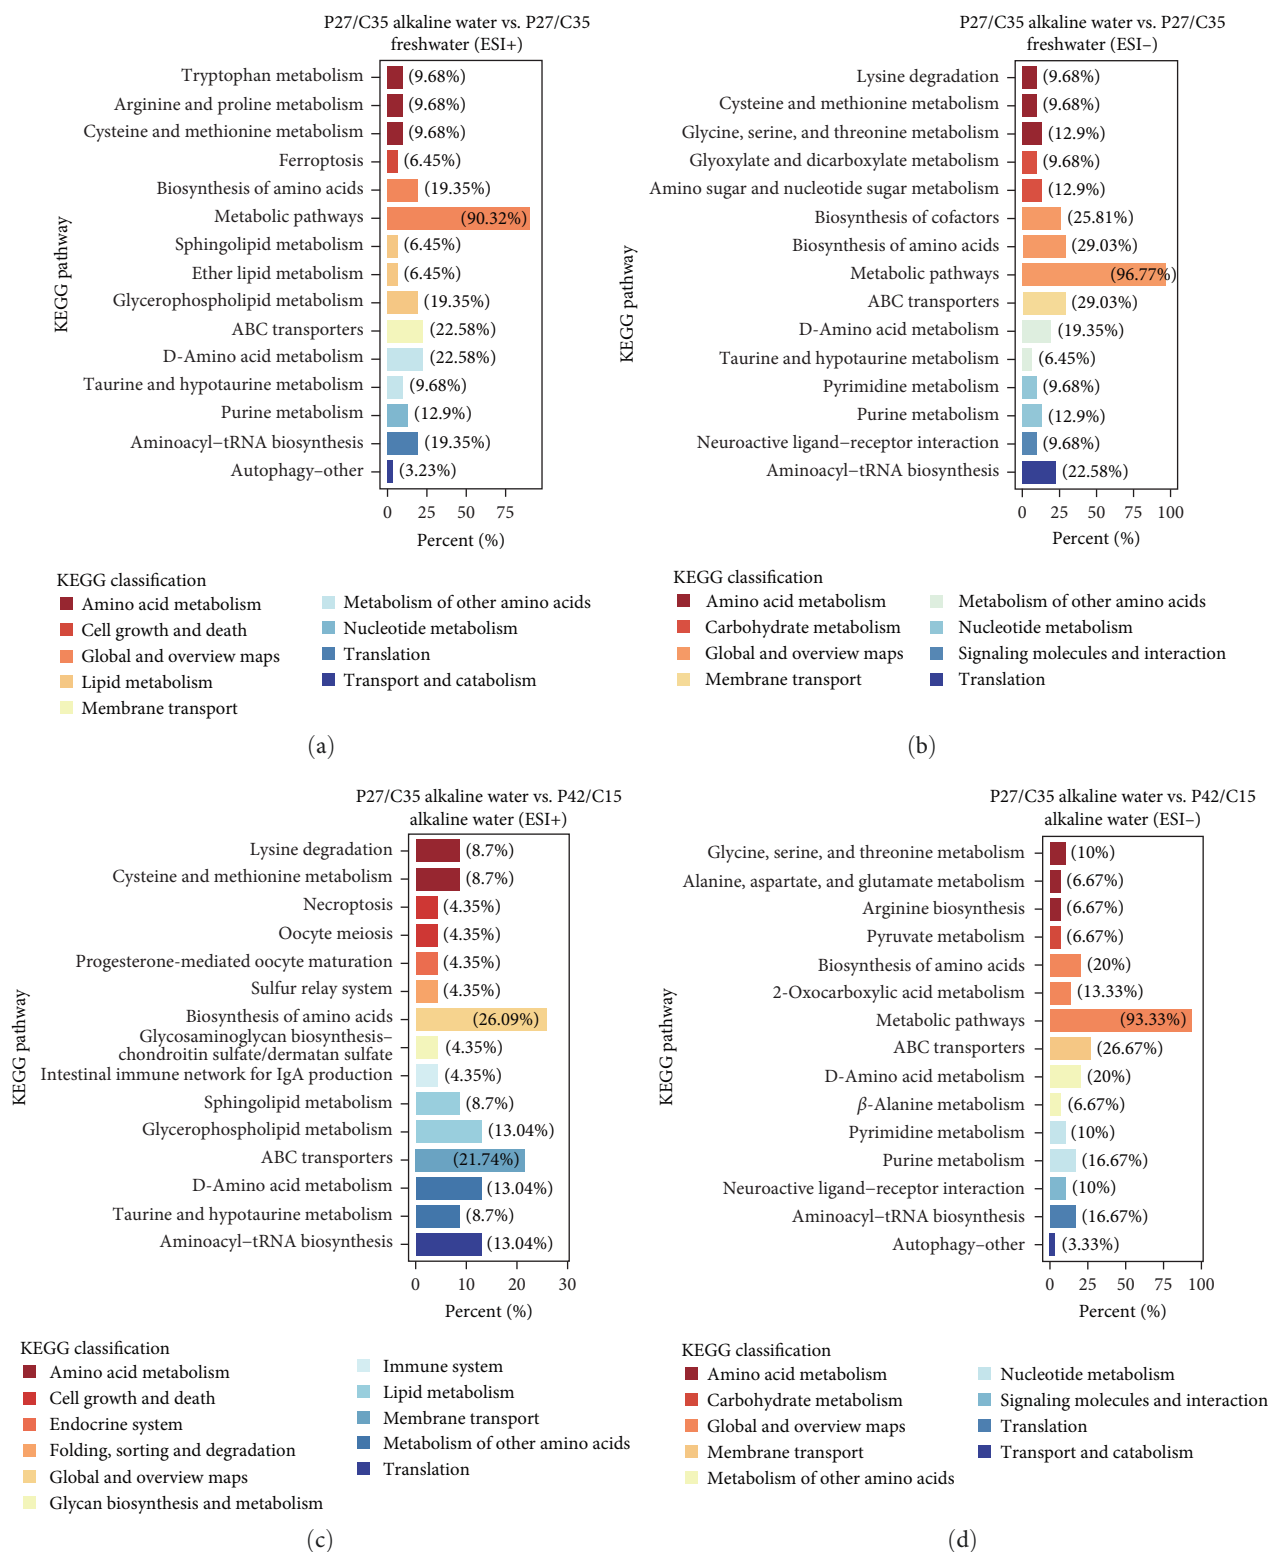 P27/C35 alkaline water vs. P27/C35
freshwater (ESI+)
KEGG pathway
Tryptophan metabolism (9.68%)
Arginine and proline metabolism (9.68%)
Cysteine and methionine metabolism (9.68%)
Ferroptosis (6.45%)
Biosynthesis of amino acids (19.35%)
Metabolic pathways (90.32%)
Sphingolipid metabolism (6.45%)
Ether lipid metabolism (6.45%)
Glycerophospholipid metabolism (19.35%)
ABC transporters (22.58%)
D-Amino acid metabolism (22.58%)
Taurine and hypotaurine metabolism (9.68%)
Purine metabolism (12.9%)
Aminoacyl−tRNA biosynthesis (19.35%)
Autophagy−other (3.23%)
0 25 50 75
Percent (%)
KEGG classification
Amino acid metabolism
Cell growth and death
Global and overview maps
Lipid metabolism
Membrane transport
Metabolism of other amino acids
Nucleotide metabolism
Translation
Transport and catabolism
(a)
P27/C35 alkaline water vs. P27/C35
freshwater (ESI−)
KEGG pathway
Lysine degradation (9.68%)
Cysteine and methionine metabolism (9.68%)
Glycine, serine, and threonine metabolism (12.9%)
Glyoxylate and dicarboxylate metabolism (9.68%)
Amino sugar and nucleotide sugar metabolism (12.9%)
Biosynthesis of cofactors (25.81%)
Biosynthesis of amino acids (29.03%)
Metabolic pathways (96.77%)
ABC transporters (29.03%)
D-Amino acid metabolism (19.35%)
Taurine and hypotaurine metabolism (6.45%)
Pyrimidine metabolism (9.68%)
Purine metabolism (12.9%)
Neuroactive ligand−receptor interaction (9.68%)
Aminoacyl−tRNA biosynthesis (22.58%)
0 25 50 75 100
Percent (%)
KEGG classification
Amino acid metabolism
Carbohydrate metabolism
Global and overview maps
Membrane transport
Metabolism of other amino acids
Nucleotide metabolism
Signaling molecules and interaction
Translation
(b)
P27/C35 alkaline water vs. P42/C15
alkaline water (ESI+)
KEGG pathway
Lysine degradation (8.7%)
Cysteine and methionine metabolism (8.7%)
Necroptosis (4.35%)
Oocyte meiosis (4.35%)
Progesterone-mediated oocyte maturation (4.35%)
Sulfur relay system (4.35%)
Biosynthesis of amino acids (26.09%)
Glycosaminoglycan biosynthesis−
chondroitin sulfate/dermatan sulfate (4.35%)
Intestinal immune network for IgA production (4.35%)
Sphingolipid metabolism (8.7%)
Glycerophospholipid metabolism (13.04%)
ABC transporters (21.74%)
D-Amino acid metabolism (13.04%)
Taurine and hypotaurine metabolism (8.7%)
Aminoacyl−tRNA biosynthesis (13.04%)
0 10 20 30
Percent (%)
KEGG classification
Amino acid metabolism
Cell growth and death
Endocrine system
Folding, sorting and degradation
Global and overview maps
Glycan biosynthesis and metabolism
Immune system
Lipid metabolism
Membrane transport
Metabolism of other amino acids
Translation
(c)
P27/C35 alkaline water vs. P42/C15
alkaline water (ESI−)
KEGG pathway
Glycine, serine, and threonine metabolism (10%)
Alanine, aspartate, and glutamate metabolism (6.67%)
Arginine biosynthesis (6.67%)
Pyruvate metabolism (6.67%)
Biosynthesis of amino acids (20%)
2-Oxocarboxylic acid metabolism (13.33%)
Metabolic pathways (93.33%)
ABC transporters (26.67%)
D-Amino acid metabolism (20%)
β-Alanine metabolism (6.67%)
Pyrimidine metabolism (10%)
Purine metabolism (16.67%)
Neuroactive ligand−receptor interaction (10%)
Aminoacyl−tRNA biosynthesis (16.67%)
Autophagy−other (3.33%)
0 25 50 75 100
Percent (%)
KEGG classification
Amino acid metabolism
Carbohydrate metabolism
Global and overview maps
Membrane transport
Metabolism of other amino acids
Nucleotide metabolism
Signaling molecules and interaction
Translation
Transport and catabolism
(d)